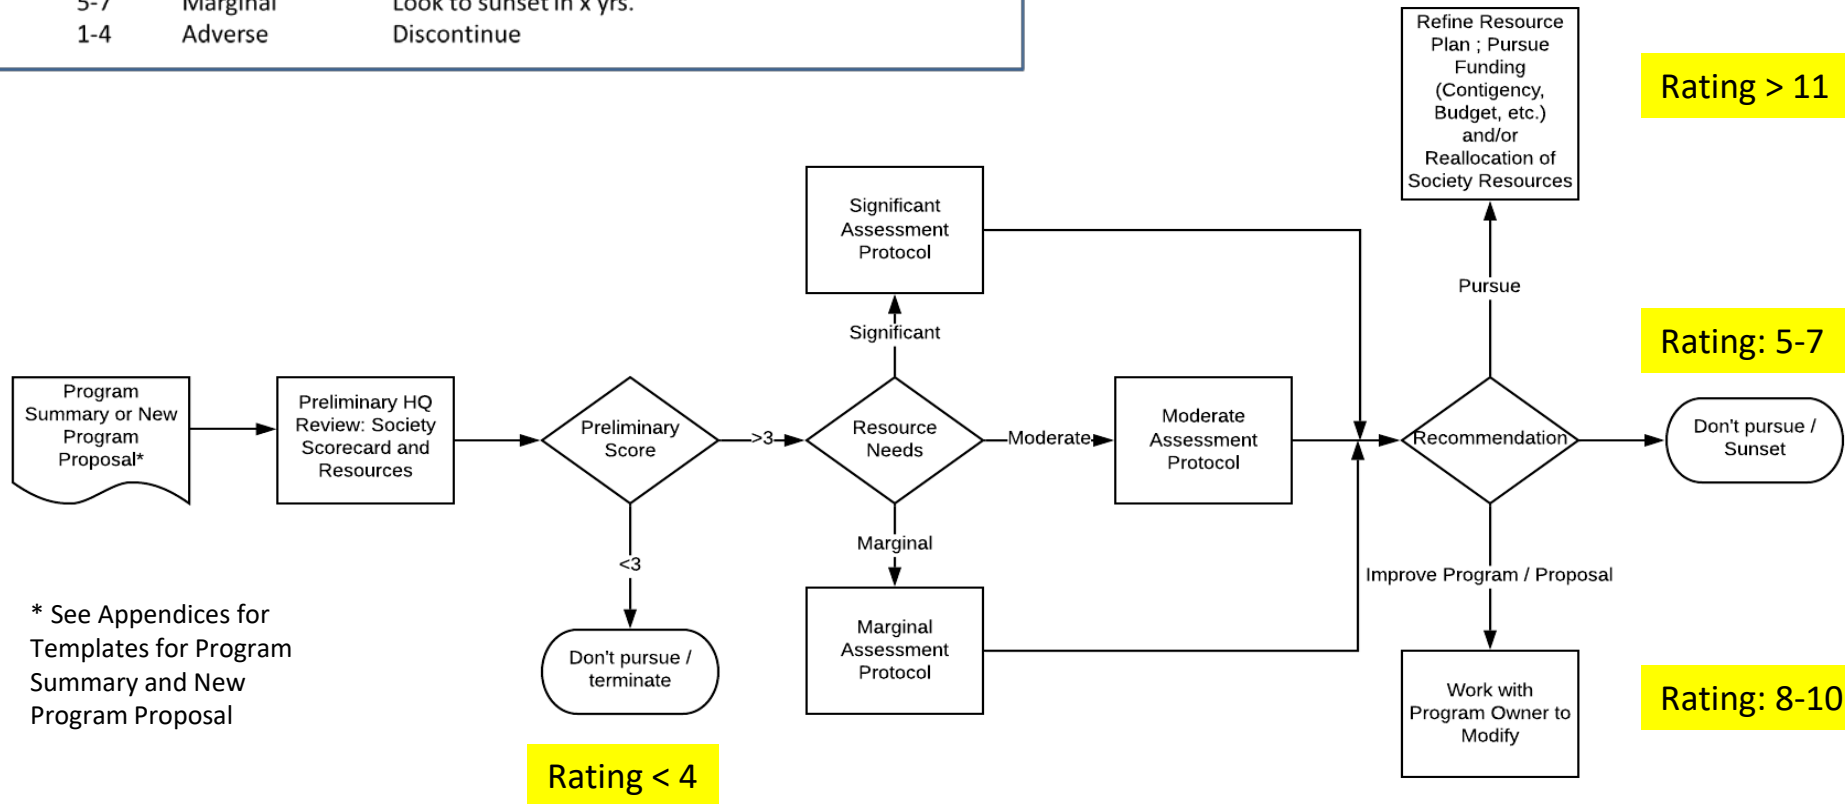 5-7 Marginal Look to sunset in x yrs.
1-4 Adverse Discontinue
Refine Resource
Plan ; Pursue
Funding
(Contigency,
Budget, etc.)
and/or
Reallocation of
Society Resources
Rating > 11
Significant
Assessment
Protocol
Pursue
Significant
Rating: 5-7
Program
Summary or New
Program
Proposal*
Preliminary HQ
Review: Society
Scorecard and
Resources
Preliminary
Score
>3
Resource
Needs
Moderate
Moderate
Assessment
Protocol
Recommendation
Don't pursue /
Sunset
<3
Marginal
Improve Program / Proposal
* See Appendices for
Templates for Program
Summary and New
Program Proposal
Don't pursue /
terminate
Marginal
Assessment
Protocol
Work with
Program Owner to
Modify
Rating: 8-10
Rating < 4